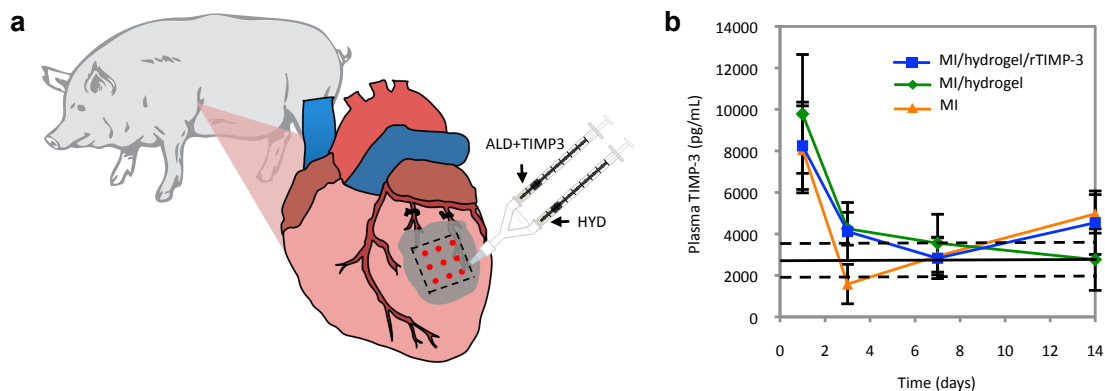 a
ALD+TIMP3
HYD
b
MI/hydrogel/rTIMP-3
MI/hydrogel
MI
Plasma TIMP-3 (pg/mL)
14000
12000
10000
8000
6000
4000
2000
0
0 2 4 6 8 10 12 14
Time (days)